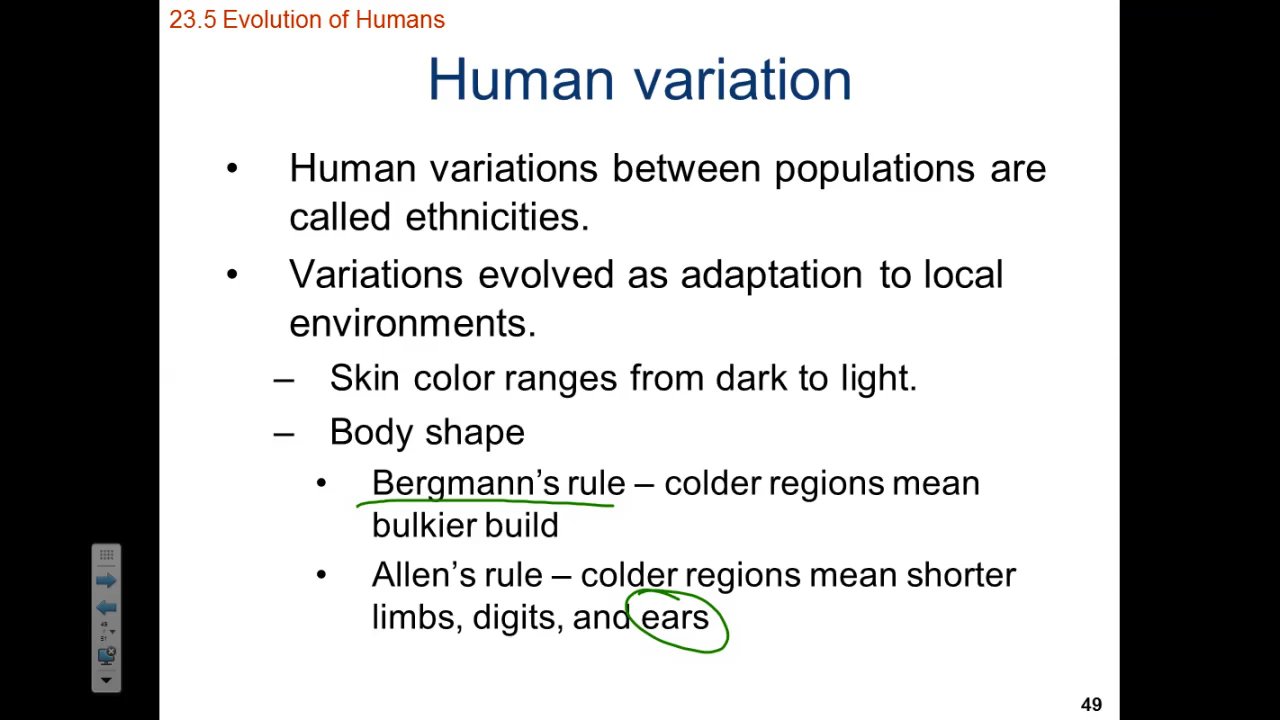 23.5 Evolution of Humans
Human variation
• Human variations between populations are
called ethnicities.
• Variations evolved as adaptation to local
environments.
– Skin color ranges from dark to light.
– Body shape
• Bergmann’s rule – colder regions mean
bulkier build
• Allen’s rule – colder regions mean shorter
limbs, digits, and ears
49
/
51
49